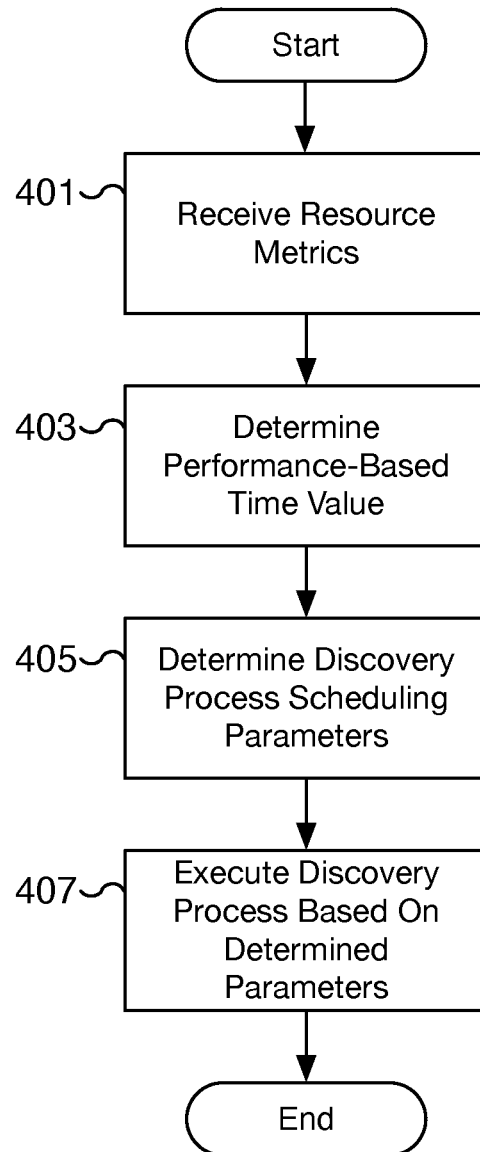 Start
401
Receive Resource
Metrics
403
Determine
Performance-Based
Time Value
405
Determine Discovery
Process Scheduling
Parameters
407
Execute Discovery
Process Based On
Determined
Parameters
End